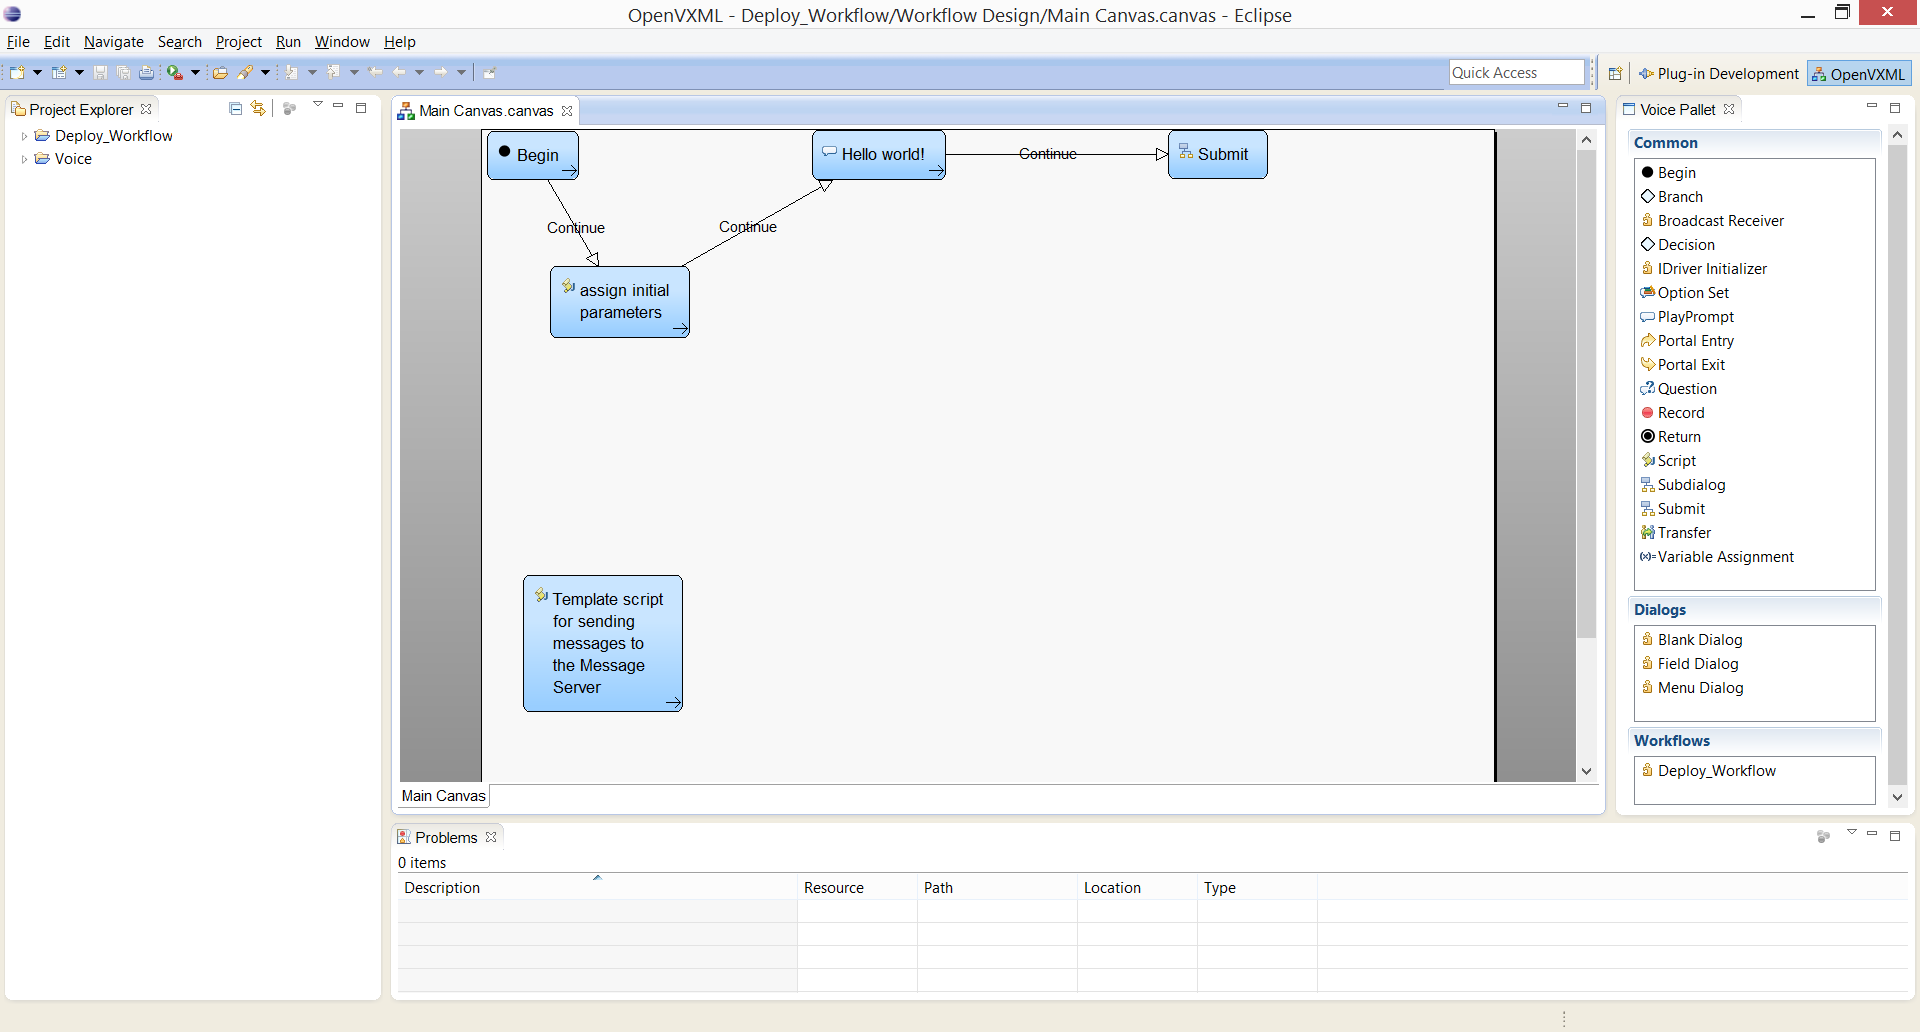 OpenVXML - Deploy_Workflow/Workflow Design/Main Canvas.canvas - Eclipse
File Edit Navigate Search Project Run Window Help
Quick Access
Plug-in Development
OpenVXML
Project Explorer
Deploy_Workflow
Voice
Main Canvas.canvas
Begin
Hello world!
Continue
Submit
Continue
Continue
assign initial
parameters
Template script
for sending
messages to
the Message
Server
Main Canvas
Voice Pallet
Common
Begin
Branch
Broadcast Receiver
Decision
IDriver Initializer
Option Set
PlayPrompt
Portal Entry
Portal Exit
Question
Record
Return
Script
Subdialog
Submit
Transfer
(x)= Variable Assignment
Dialogs
Blank Dialog
Field Dialog
Menu Dialog
Workflows
Deploy_Workflow
Problems
0 items
Description Resource Path Location Type